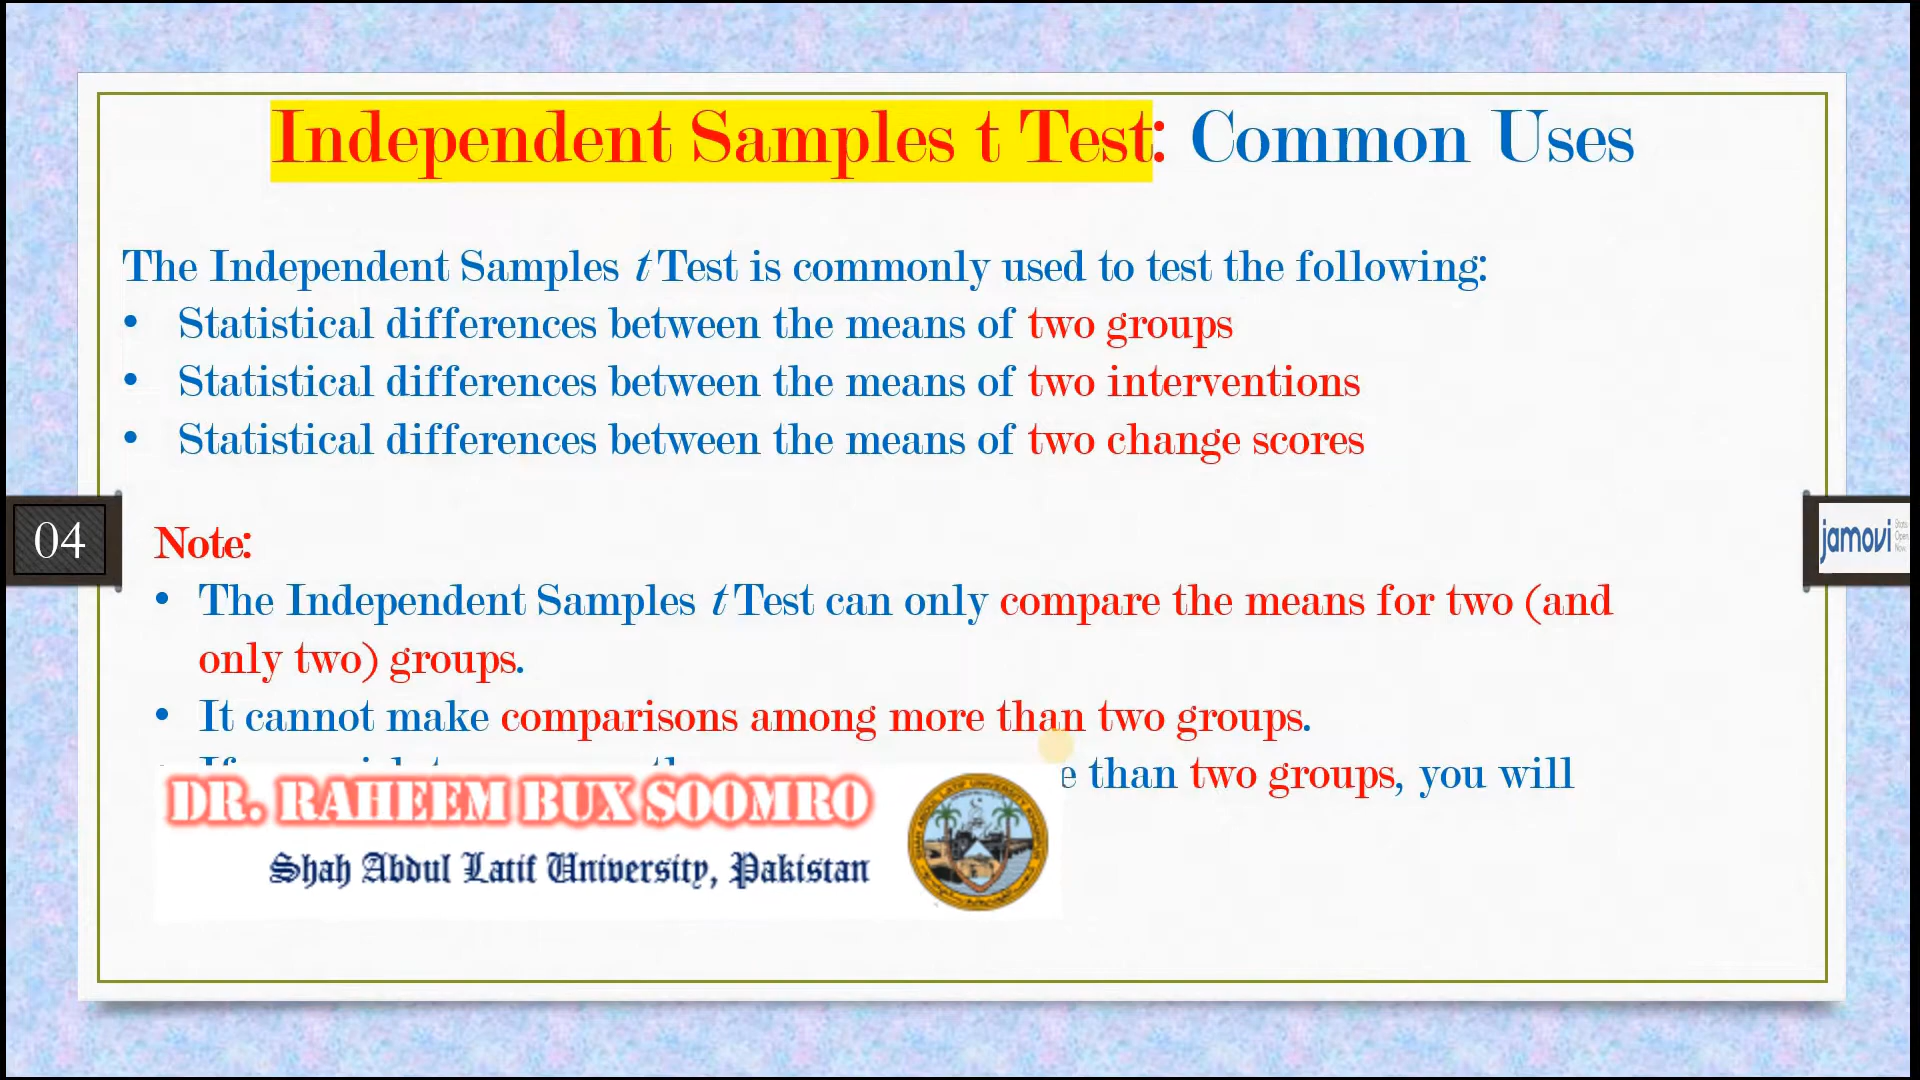 Independent Samples t Test: Common Uses
The Independent Samples t Test is commonly used to test the following:
• Statistical differences between the means of two groups
• Statistical differences between the means of two interventions
• Statistical differences between the means of two change scores
04
jamovi
Note:
• The Independent Samples t Test can only compare the means for two (and
only two) groups.
• It cannot make comparisons among more than two groups.
than two groups, you will
DR. RAHEEM BUX SOOMRO
Shah Abdul Latif University, Pakistan